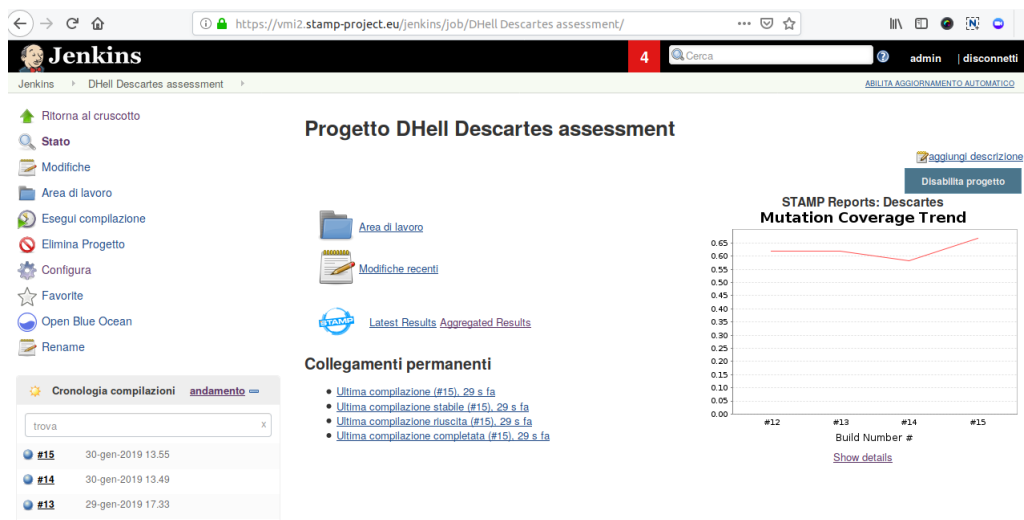 https://vmi2.stamp-project.eu/jenkins/job/DHell Descartes assessment/
Jenkins
4
Cerca
admin
| disconnetti
Jenkins
DHell Descartes assessment
ABILITA AGGIORNAMENTO AUTOMATICO
Ritorna al cruscotto
Stato
Modifiche
Area di lavoro
Esegui compilazione
Elimina Progetto
Configura
Favorite
Open Blue Ocean
Rename
Cronologia compilazioni andamento
trova x
#15 30-gen-2019 13.55
#14 30-gen-2019 13.49
#13 29-gen-2019 17.33
Progetto DHell Descartes assessment
aggiungi descrizione
Disabilita progetto
Area di lavoro
Modifiche recenti
STAMP
Latest Results Aggregated Results
Collegamenti permanenti
Ultima compilazione (#15), 29 s fa
Ultima compilazione stabile (#15), 29 s fa
Ultima compilazione riuscita (#15), 29 s fa
Ultima compilazione completata (#15), 29 s fa
STAMP Reports: Descartes
Mutation Coverage Trend
0.65
0.60
0.55
0.50
0.45
0.40
0.35
0.30
0.25
0.20
0.15
0.10
0.05
0.00
#12 #13 #14 #15
Build Number #
Show details